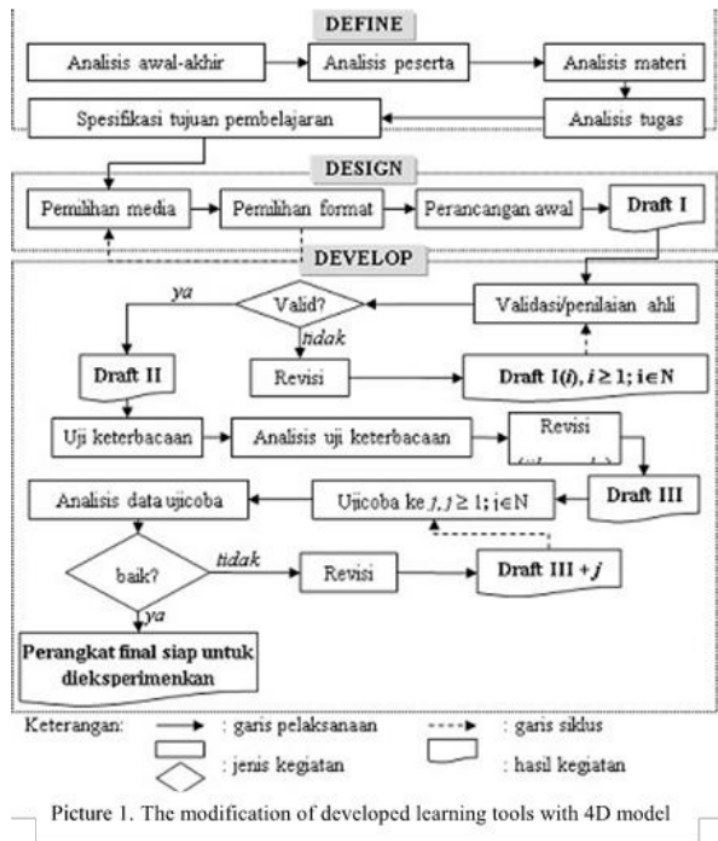 DEFINE
Analisis awal-akhir
Analisis peserta
Analisis materi
Spesifikasi tujuan pembelajaran
Analisis tugas
DESIGN
Pemilihan media
Pemilihan format
Perancangan awal
Draft I
DEVELOP
ya
Valid?
Validasi/penilaian ahli
tidak
Draft II
Revisi
Draft I(i), i ≥ 1; i∈N
Uji keterbacaan
Analisis uji keterbacaan
Revisi
Analisis data ujicoba
Ujicoba ke j, j ≥ 1; j∈N
Draft III
baik?
tidak
Revisi
Draft III + j
ya
Perangkat final siap untuk
dieksperimenkan
Keterangan:
: garis pelaksanaan
: garis siklus
: jenis kegiatan
: hasil kegiatan
Picture 1. The modification of developed learning tools with 4D model